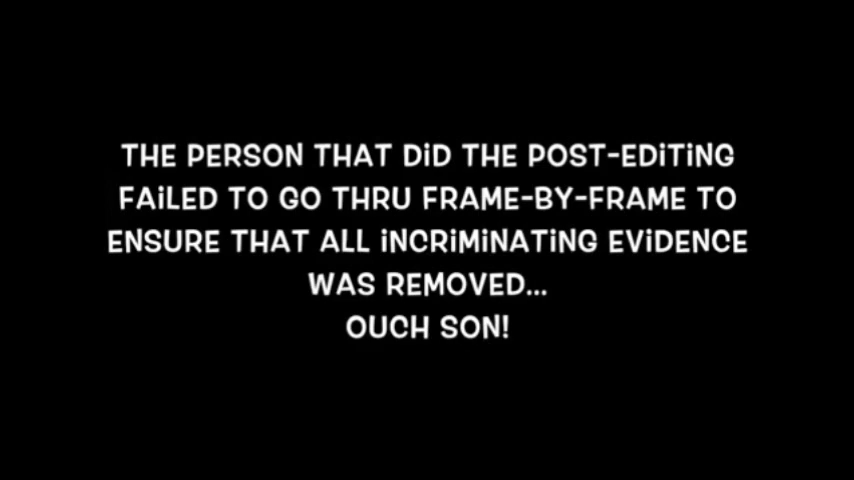 THE PERSON THAT DiD THE POST-EDiTiNG
FAiLED TO GO THRU FRAME-BY-FRAME TO
ENSURE THAT ALL iNCRiMiNATiNG EViDENCE
WAS REMOVED...
OUCH SON!